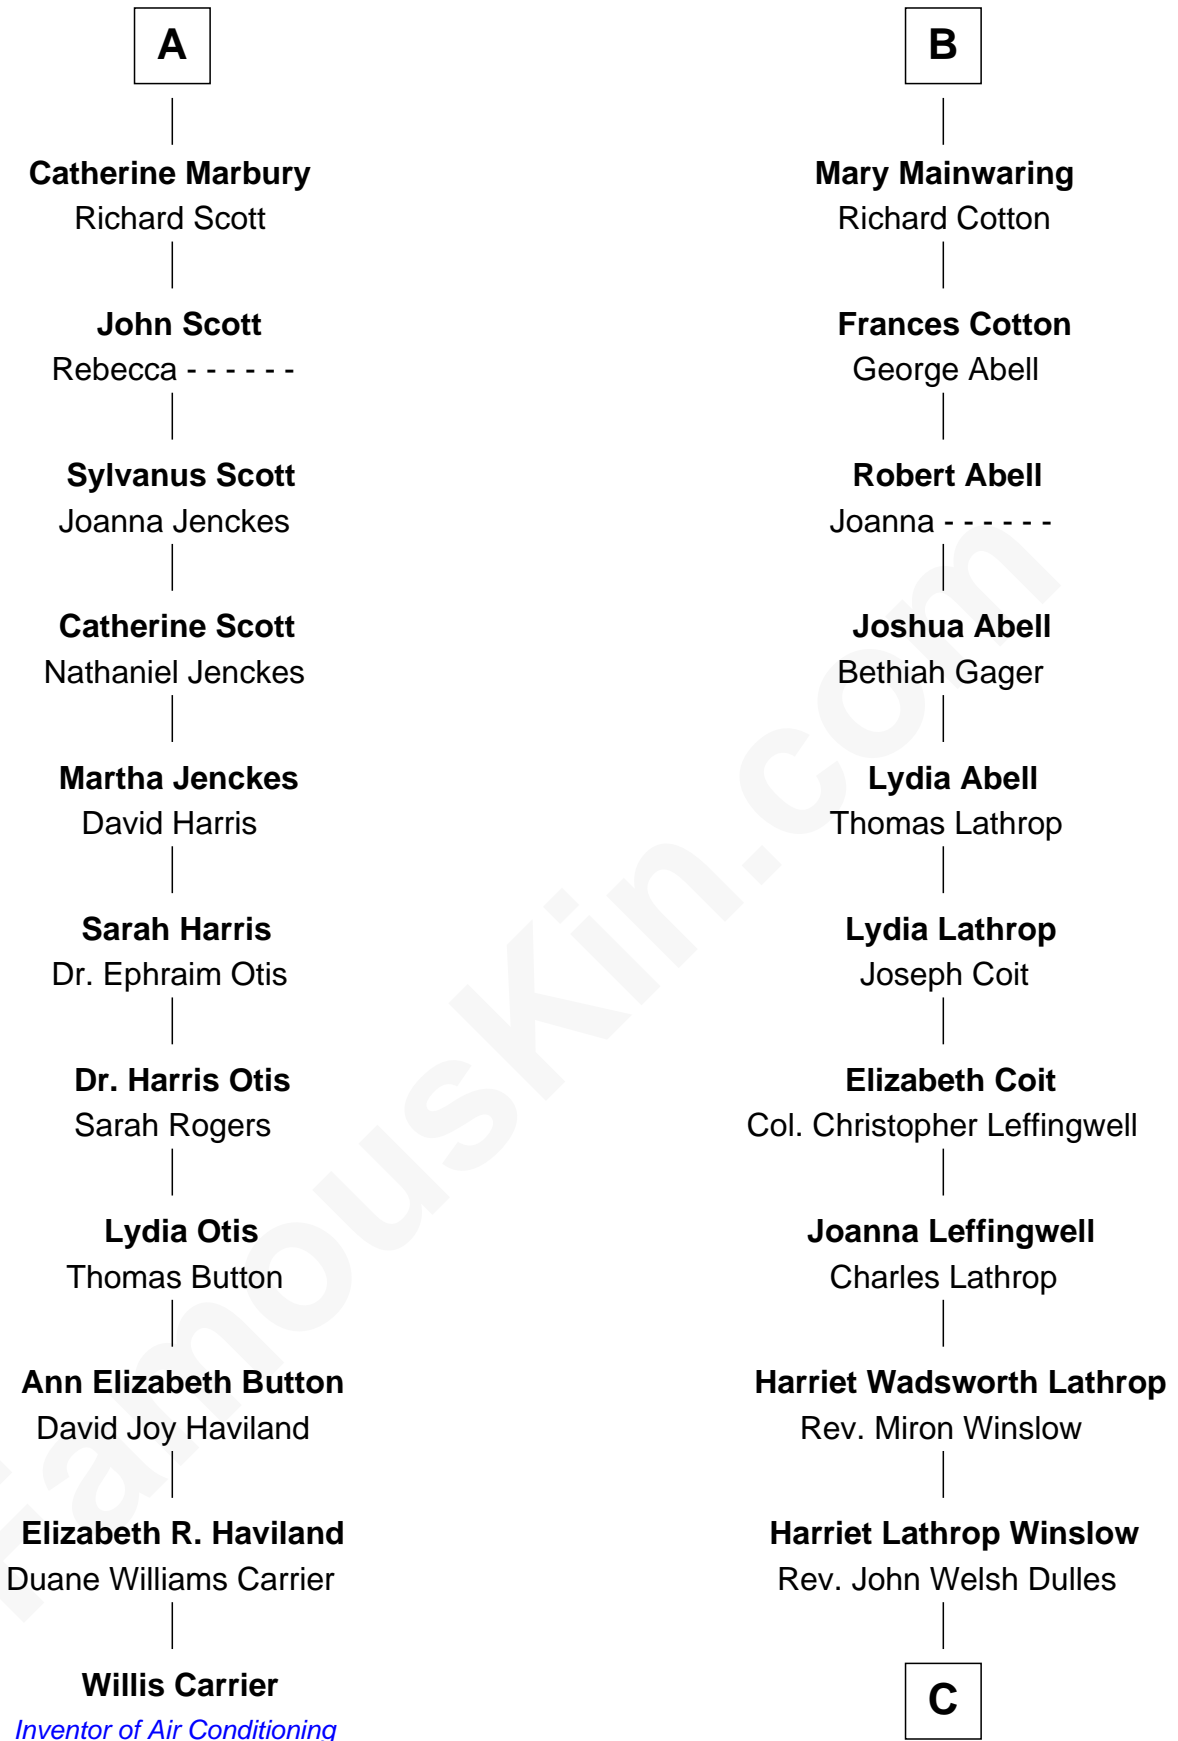 A
Catherine Marbury
Richard Scott
John Scott
Rebecca - - - - - -
Sylvanus Scott
Joanna Jenckes
Catherine Scott
Nathaniel Jenckes
Martha Jenckes
David Harris
Sarah Harris
Dr. Ephraim Otis
Dr. Harris Otis
Sarah Rogers
Lydia Otis
Thomas Button
Ann Elizabeth Button
David Joy Haviland
Elizabeth R. Haviland
Duane Williams Carrier
Willis Carrier
Inventor of Air Conditioning
B
Mary Mainwaring
Richard Cotton
Frances Cotton
George Abell
Robert Abell
Joanna - - - - - -
Joshua Abell
Bethiah Gager
Lydia Abell
Thomas Lathrop
Lydia Lathrop
Joseph Coit
Elizabeth Coit
Col. Christopher Leffingwell
Joanna Leffingwell
Charles Lathrop
Harriet Wadsworth Lathrop
Rev. Miron Winslow
Harriet Lathrop Winslow
Rev. John Welsh Dulles
C
FamousKin.com